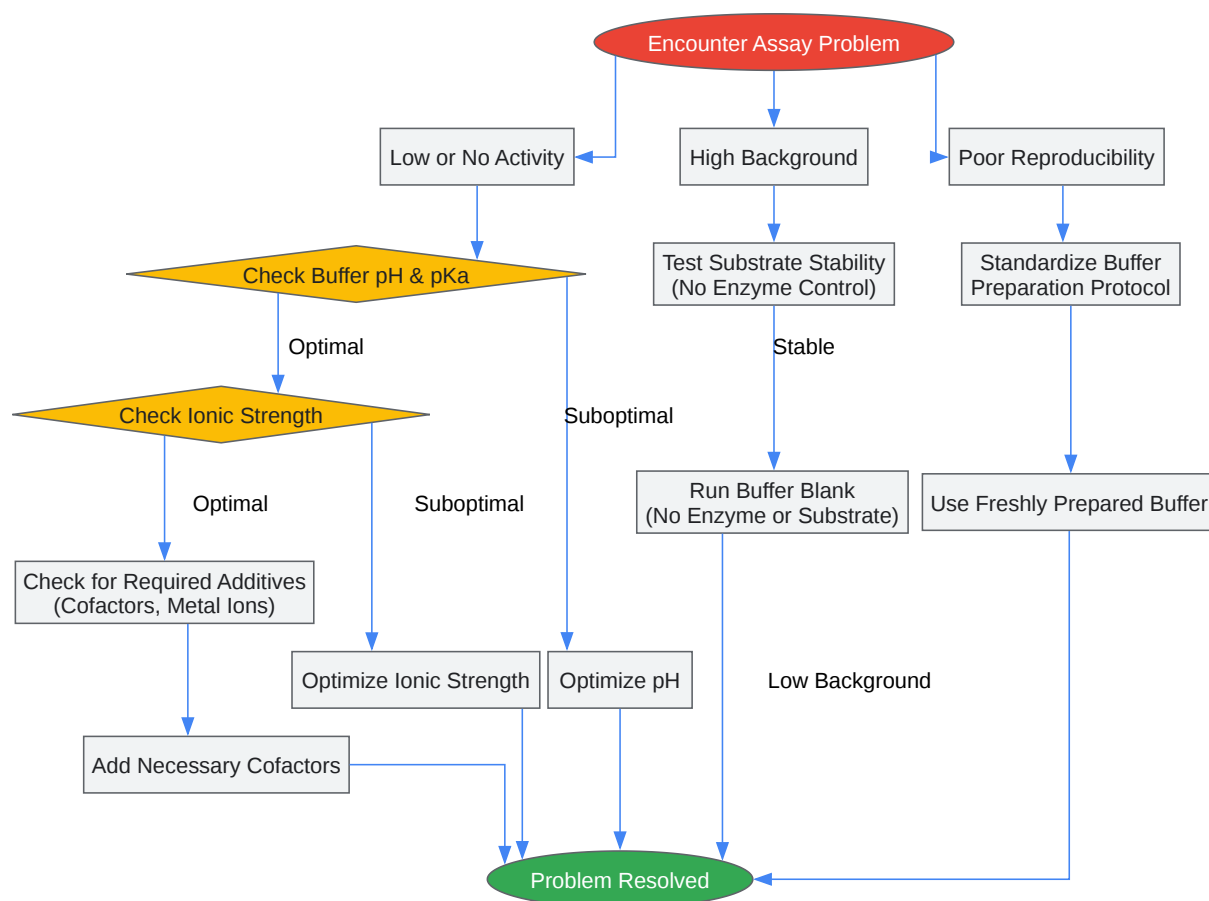 Encounter Assay Problem
Low or No Activity
High Background
Poor Reproducibility
Check Buffer pH & pKa
Test Substrate Stability
(No Enzyme Control)
Standardize Buffer
Preparation Protocol
Optimal
Stable
Check Ionic Strength
Suboptimal
Optimal
Suboptimal
Run Buffer Blank
(No Enzyme or Substrate)
Use Freshly Prepared Buffer
Check for Required Additives
(Cofactors, Metal Ions)
Optimize Ionic Strength
Optimize pH
Low Background
Add Necessary Cofactors
Problem Resolved